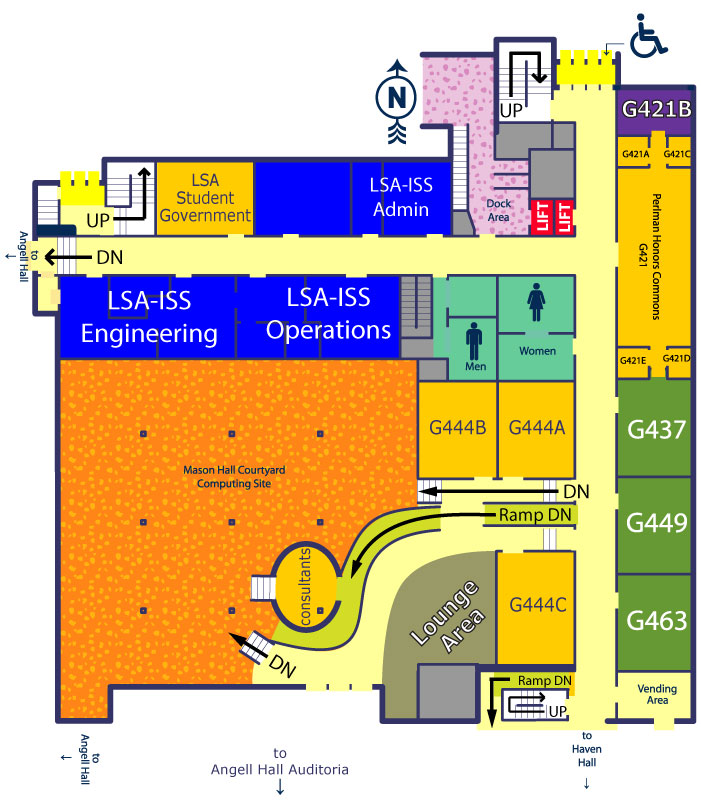 N
UP
G421B
G421A
G421C
Perlman Honors Commons
G421
G421E
G421D
LSA
Student
Government
LSA-ISS
Admin
Dock
Area
LIFT
LIFT
UP
to
Angell Hall
DN
LSA-ISS
Engineering
LSA-ISS
Operations
Men
Women
G444B
G444A
G437
Mason Hall Courtyard
Computing Site
DN
Ramp DN
G449
consultants
Lounge
Area
G444C
G463
DN
Ramp DN
UP
Vending
Area
to
Angell Hall
to
Angell Hall Auditoria
to
Haven
Hall